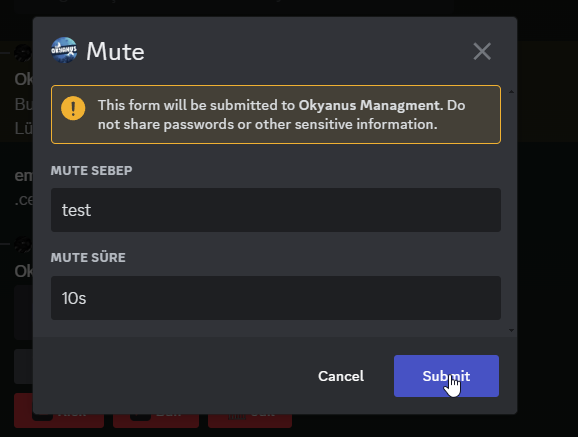 OKYANUS
Mute
This form will be submitted to Okyanus Managment. Do
not share passwords or other sensitive information.
MUTE SEBEP
test
MUTE SÜRE
10s
Cancel
Submit